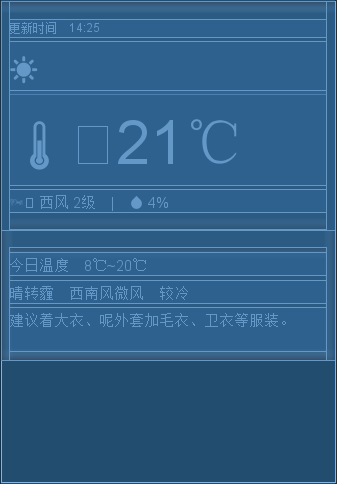 更新时间 14:25
21℃
西风 2级 | 4%
今日温度 8℃~20℃
晴转霾 西南风微风 较冷
建议着大衣、呢外套加毛衣、卫衣等服装。